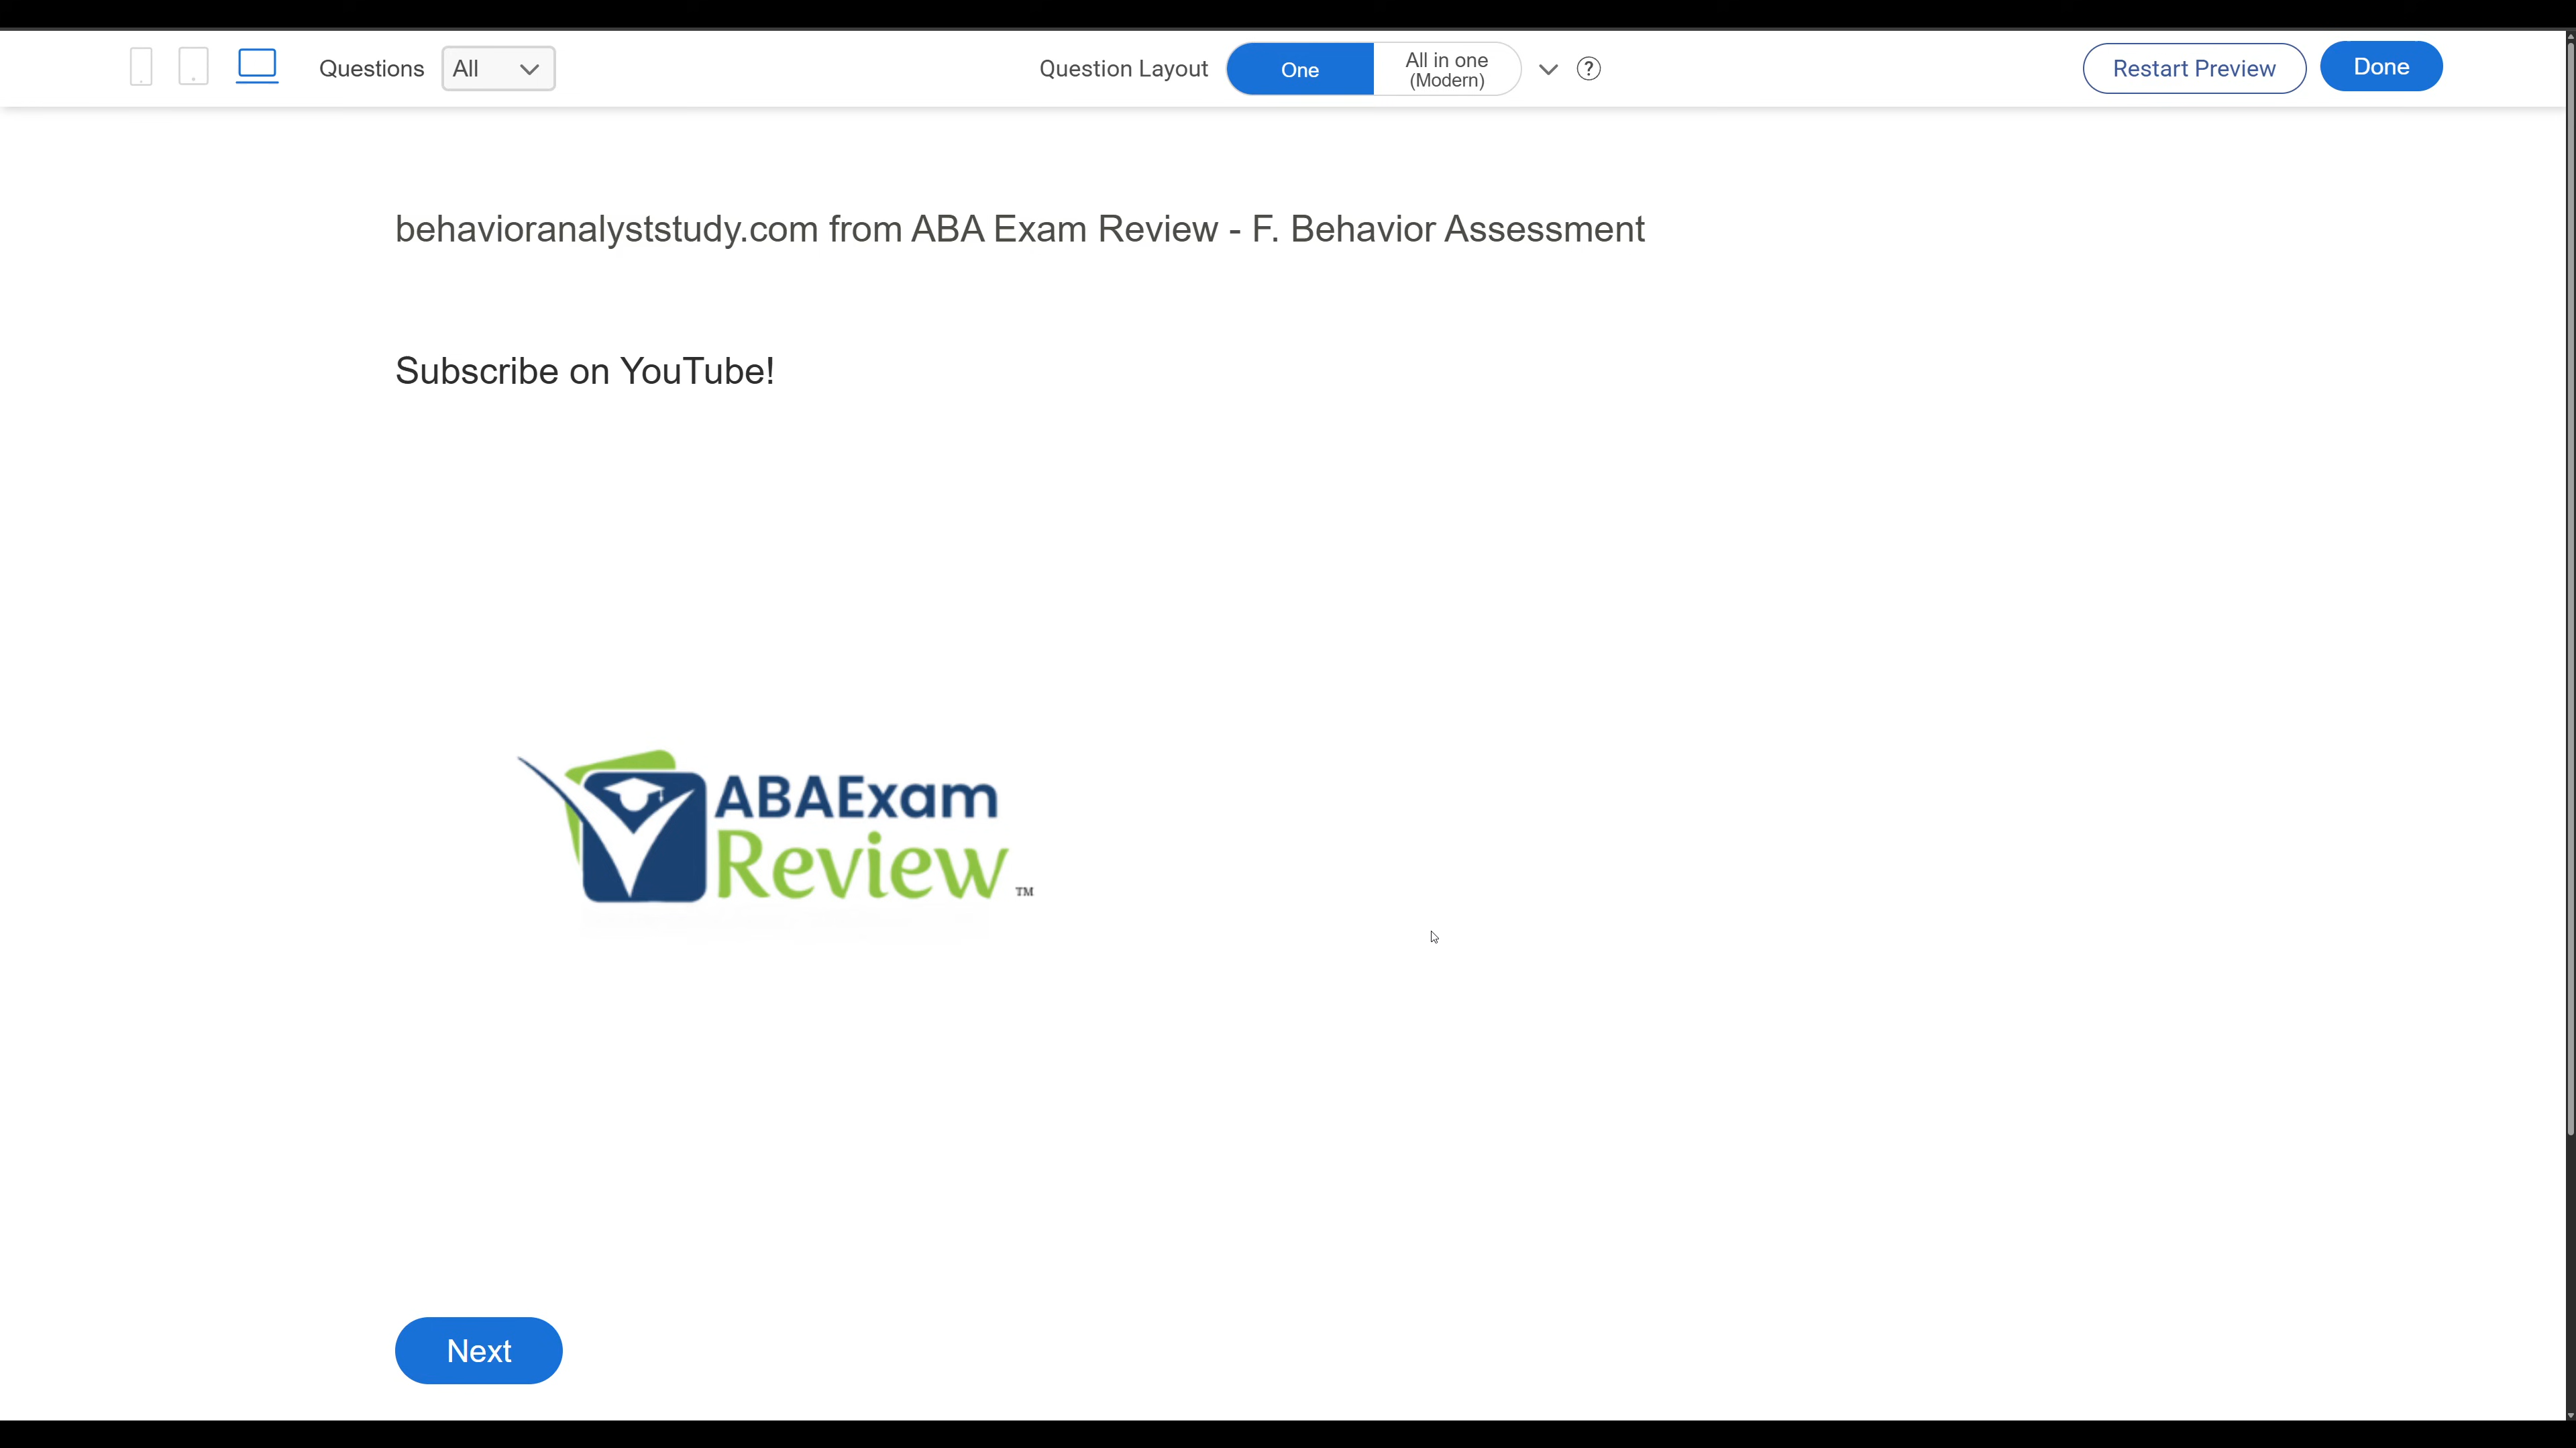 Questions All Question Layout One All in one (Modern) ? Restart Preview Done
behavioranalyststudy.com from ABA Exam Review - F. Behavior Assessment
Subscribe on YouTube!
ABAExam
Review TM
Next